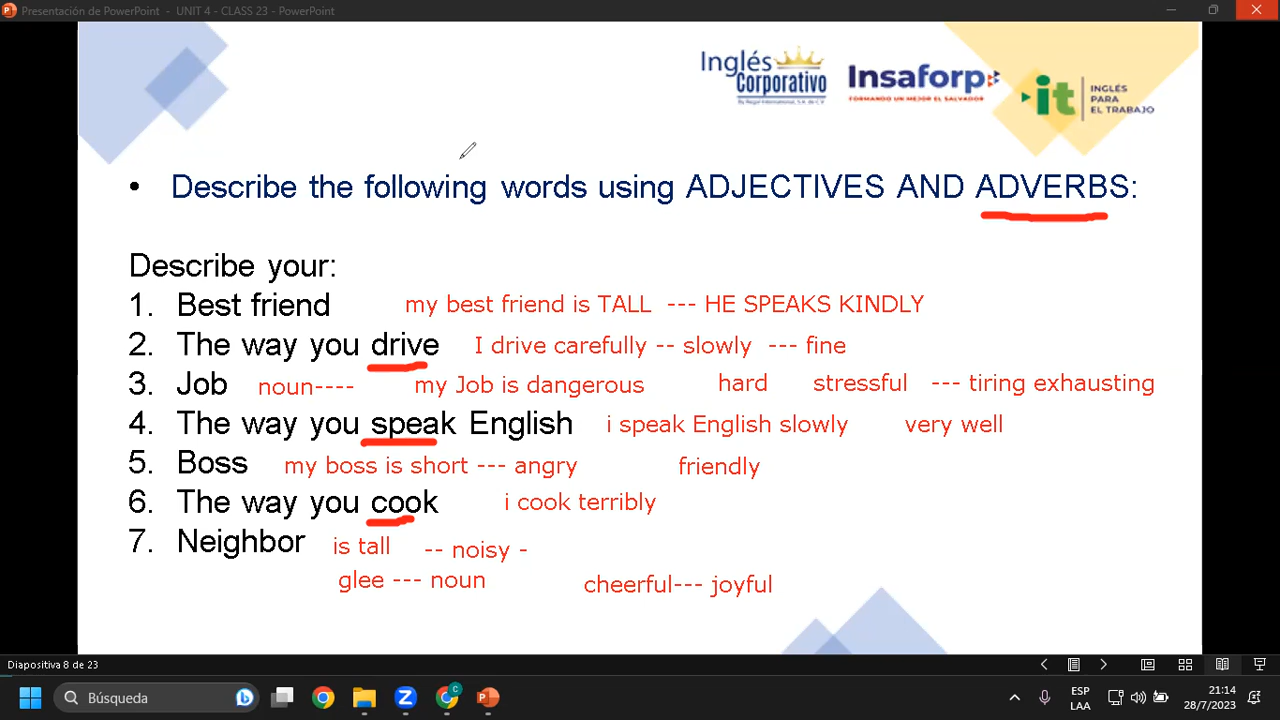 Presentación de PowerPoint - UNIT 4 - CLASS 23 - PowerPoint
Inglés Corporativo
Insaforp
FORMANDO UN MEJOR EL SALVADOR
it INGLÉS PARA EL TRABAJO
• Describe the following words using ADJECTIVES AND ADVERBS:
Describe your:
1. Best friend my best friend is TALL --- HE SPEAKS KINDLY
2. The way you drive I drive carefully -- slowly --- fine
3. Job noun---- my Job is dangerous hard stressful --- tiring exhausting
4. The way you speak English i speak English slowly very well
5. Boss my boss is short --- angry friendly
6. The way you cook i cook terribly
7. Neighbor is tall -- noisy -
glee --- noun cheerful--- joyful
Diapositiva 8 de 23
Búsqueda
ESP
LAA
21:14
28/7/2023